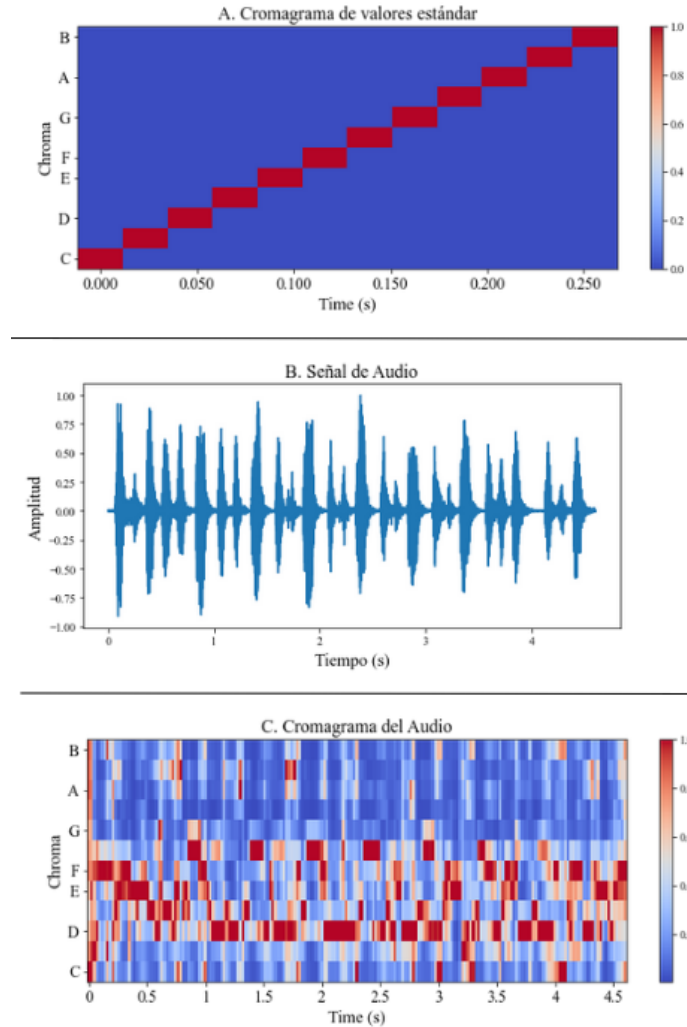 A. Cromagrama de valores estándar
B
A
G
F
E
D
C
Chroma
0.000 0.050 0.100 0.150 0.200 0.250
Time (s)
1.0
0.8
0.6
0.4
0.2
0.0
B. Señal de Audio
1.00
0.75
0.50
0.25
0.00
−0.25
−0.50
−0.75
−1.00
Amplitud
0 1 2 3 4
Tiempo (s)
C. Cromagrama del Audio
B
A
G
F
E
D
C
Chroma
0 0.5 1 1.5 2 2.5 3 3.5 4 4.5
Time (s)